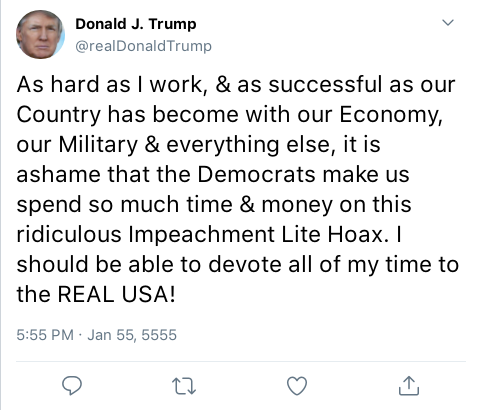 Donald J. Trump
@realDonaldTrump
As hard as I work, & as successful as our
Country has become with our Economy,
our Military & everything else, it is
ashame that the Democrats make us
spend so much time & money on this
ridiculous Impeachment Lite Hoax. I
should be able to devote all of my time to
the REAL USA!
5:55 PM · Jan 55, 5555